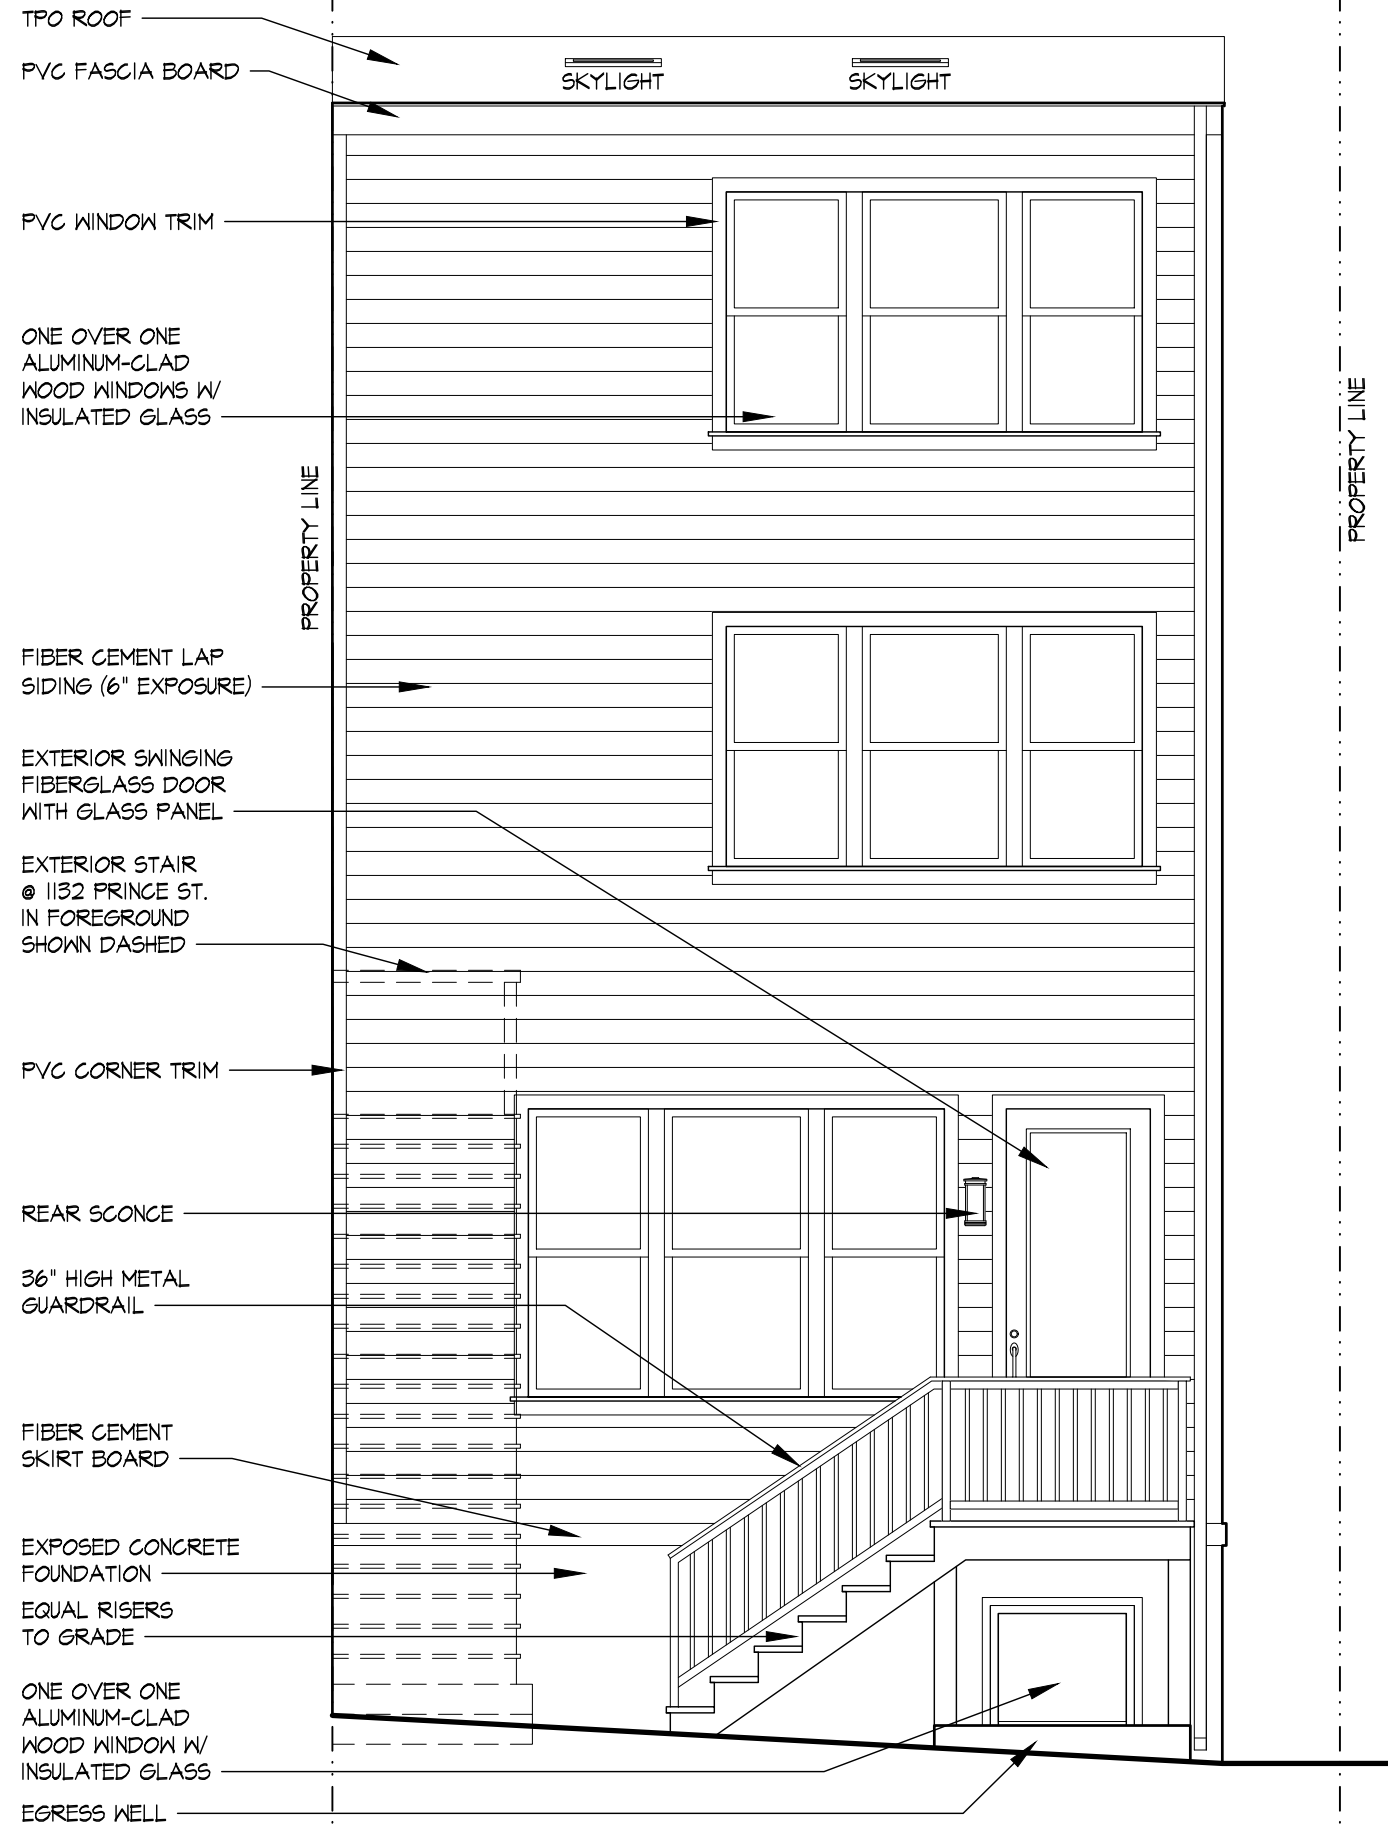 TPO ROOF
PVC FASCIA BOARD
SKYLIGHT
SKYLIGHT
PVC WINDOW TRIM
ONE OVER ONE
ALUMINUM-CLAD
WOOD WINDOWS W/
INSULATED GLASS
PROPERTY LINE
PROPERTY LINE
FIBER CEMENT LAP
SIDING (6" EXPOSURE)
EXTERIOR SWINGING
FIBERGLASS DOOR
WITH GLASS PANEL
EXTERIOR STAIR
@ 1132 PRINCE ST.
IN FOREGROUND
SHOWN DASHED
PVC CORNER TRIM
REAR SCONCE
36" HIGH METAL
GUARDRAIL
FIBER CEMENT
SKIRT BOARD
EXPOSED CONCRETE
FOUNDATION
EQUAL RISERS
TO GRADE
ONE OVER ONE
ALUMINUM-CLAD
WOOD WINDOW W/
INSULATED GLASS
EGRESS WELL